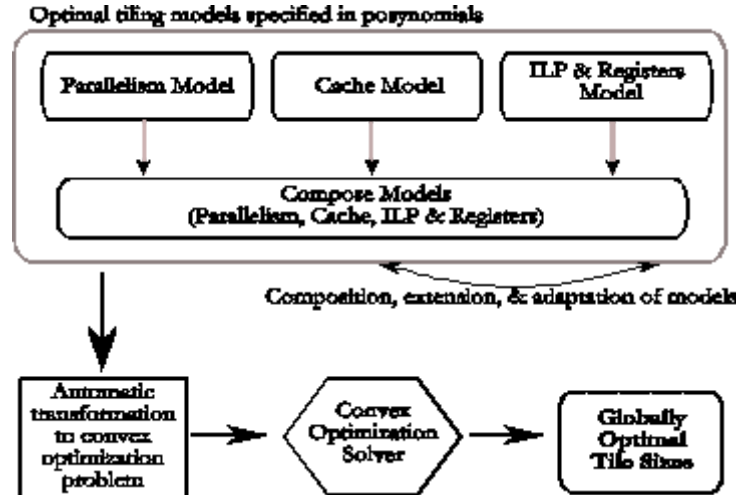 Optimal tiling models specified in posynomials
Parallelism Model
Cache Model
ILP & Registers
Model
Compose Models
(Parallelism, Cache, ILP & Registers)
Composition, extension, & adaptation of models
Automatic
transformation
to convex
optimization
problem
Convex
Optimization
Solver
Globally
Optimal
Tile Sizes